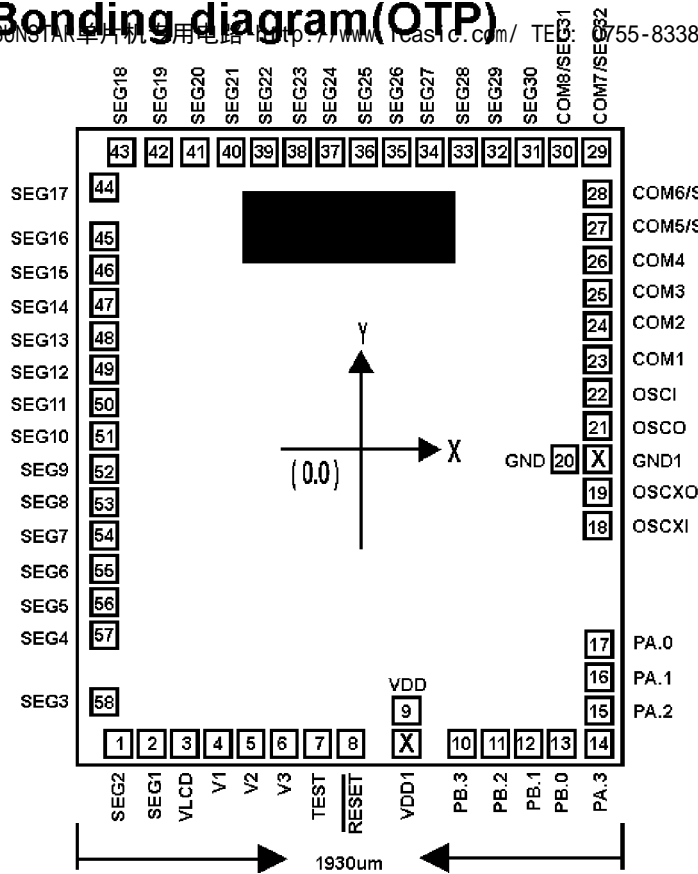 Bonding diagram(OTP)
SUNSTAR单片机专用电路 http://www.icasic.com/ TEL: 0755-8338
SEG18 SEG19 SEG20 SEG21 SEG22 SEG23 SEG24 SEG25 SEG26 SEG27 SEG28 SEG29 SEG30 COM8/SEG31 COM7/SEG32
43 42 41 40 39 38 37 36 35 34 33 32 31 30 29
SEG17 44 28 COM6/S
SEG16 45 27 COM5/S
SEG15 46 26 COM4
SEG14 47 25 COM3
SEG13 48 24 COM2
Y
SEG12 49 23 COM1
SEG11 50 22 OSCI
SEG10 51 21 OSCO
X
SEG9 52 (0.0) GND 20 X GND1
SEG8 53 19 OSCXO
SEG7 54 18 OSCXI
SEG6 55
SEG5 56
SEG4 57 17 PA.0
16 PA.1
VDD
SEG3 58 9 15 PA.2
1 2 3 4 5 6 7 8 X 10 11 12 13 14
SEG2 SEG1 VLCD V1 V2 V3 TEST RESET VDD1 PB.3 PB.2 PB.1 PB.0 PA.3
1930um